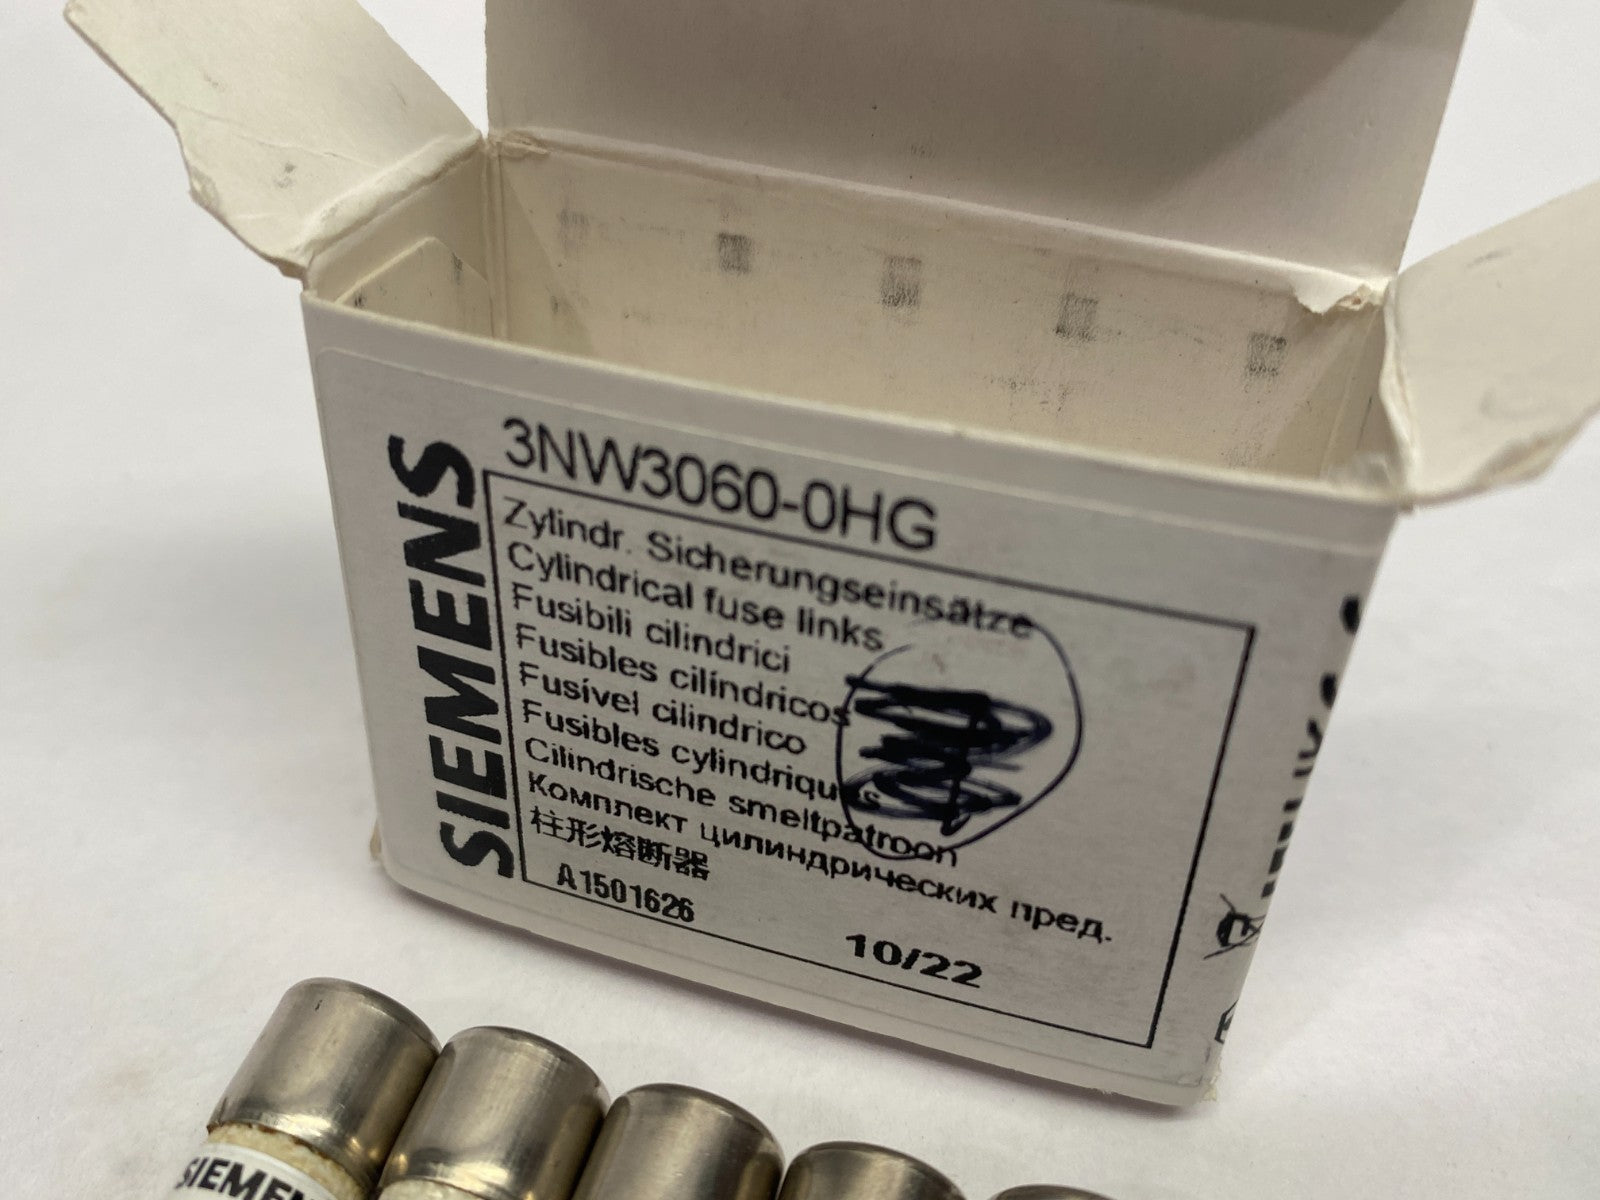 SIEMENS
3NW3060-0HG
Zylindr. Sicherungseinsätze
Cylindrical fuse links
Fusibili cilindrici
Fusibles cilíndricos
Fusível cilindrico
Fusibles cylindriques
Cilindrische smeltpatroon
Комплект цилиндрических пред.
柱形熔断器
A1501626
10/22
SIEMENS